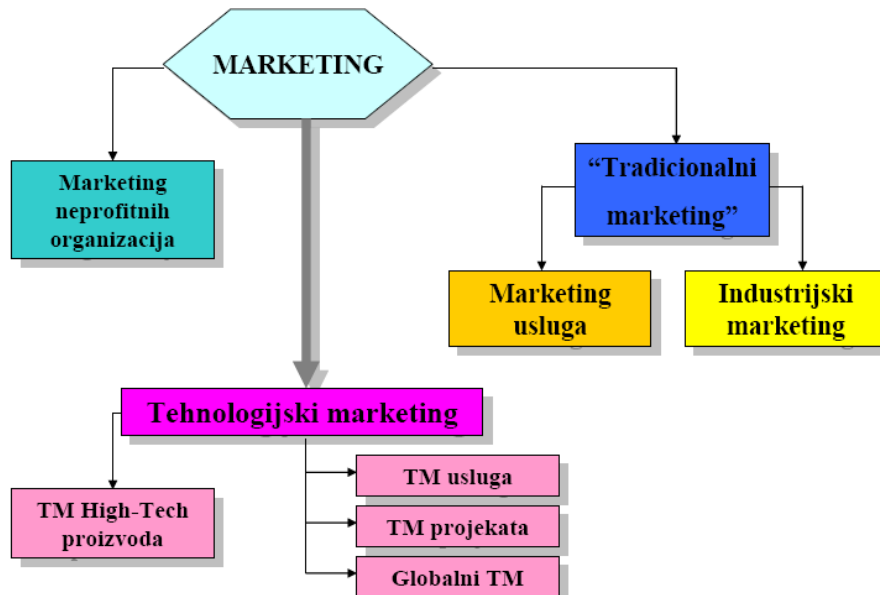 MARKETING
Marketing
neprofitnih
organizacija
“Tradicionalni
marketing”
Marketing
usluga
Industrijski
marketing
Tehnologijski marketing
TM High-Tech
proizvoda
TM usluga
TM projekata
Globalni TM